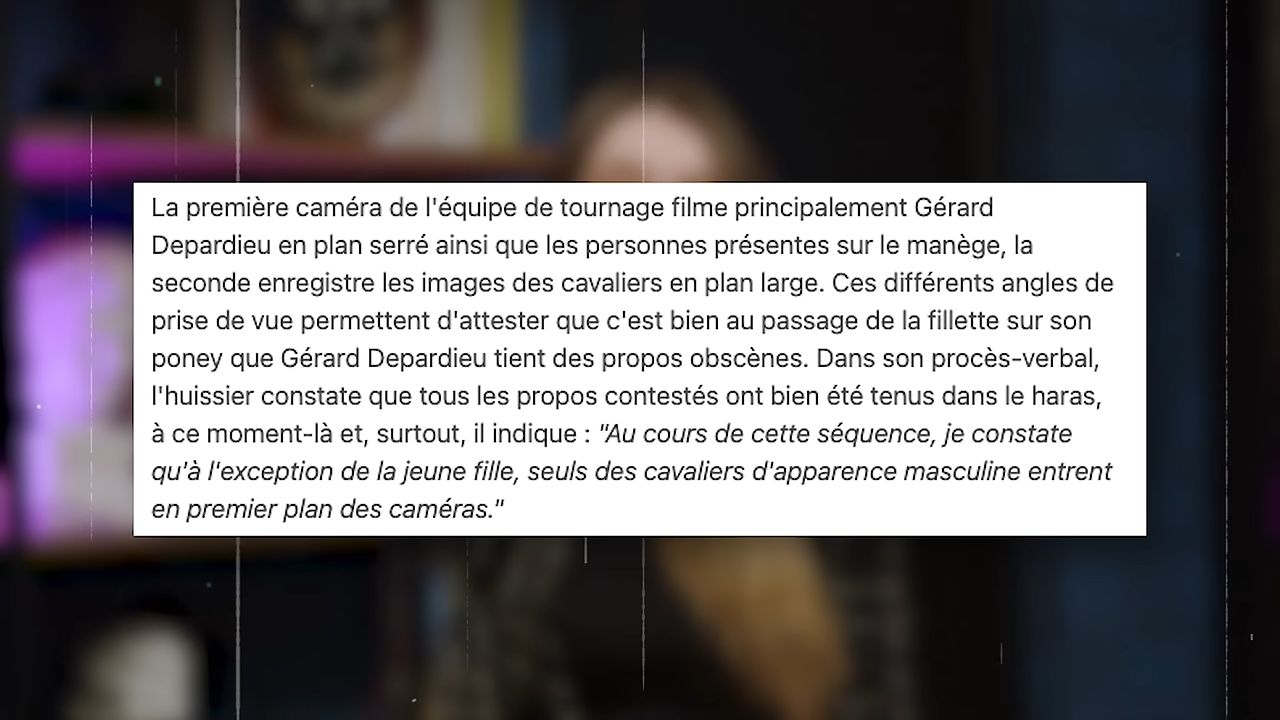 La première caméra de l'équipe de tournage filme principalement Gérard
Depardieu en plan serré ainsi que les personnes présentes sur le manège, la
seconde enregistre les images des cavaliers en plan large. Ces différents angles de
prise de vue permettent d'attester que c'est bien au passage de la fillette sur son
poney que Gérard Depardieu tient des propos obscènes. Dans son procès-verbal,
l'huissier constate que tous les propos contestés ont bien été tenus dans le haras,
à ce moment-là et, surtout, il indique : "Au cours de cette séquence, je constate
qu'à l'exception de la jeune fille, seuls des cavaliers d'apparence masculine entrent
en premier plan des caméras."